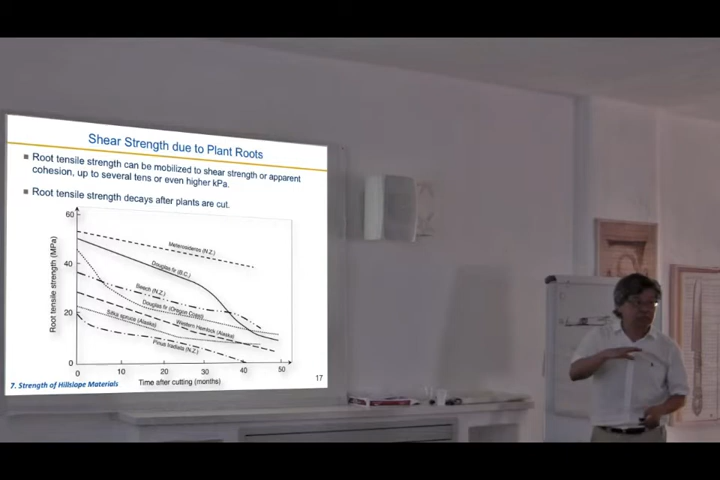 Shear Strength due to Plant Roots
Root tensile strength can be mobilized to shear strength or apparent
cohesion, up to several tens or even higher kPa.
Root tensile strength decays after plants are cut.
60
40
20
0
Root tensile strength (MPa)
Meterosideros (N.Z.)
Douglas fir (B.C.)
Beech (N.Z.)
Douglas fir (Oregon Coast)
Western Hemlock (Alaska)
Sitka spruce (Alaska)
Pinus tradiata (N.Z.)
0 10 20 30 40 50
Time after cutting (months)
7. Strength of Hillslope Materials
17